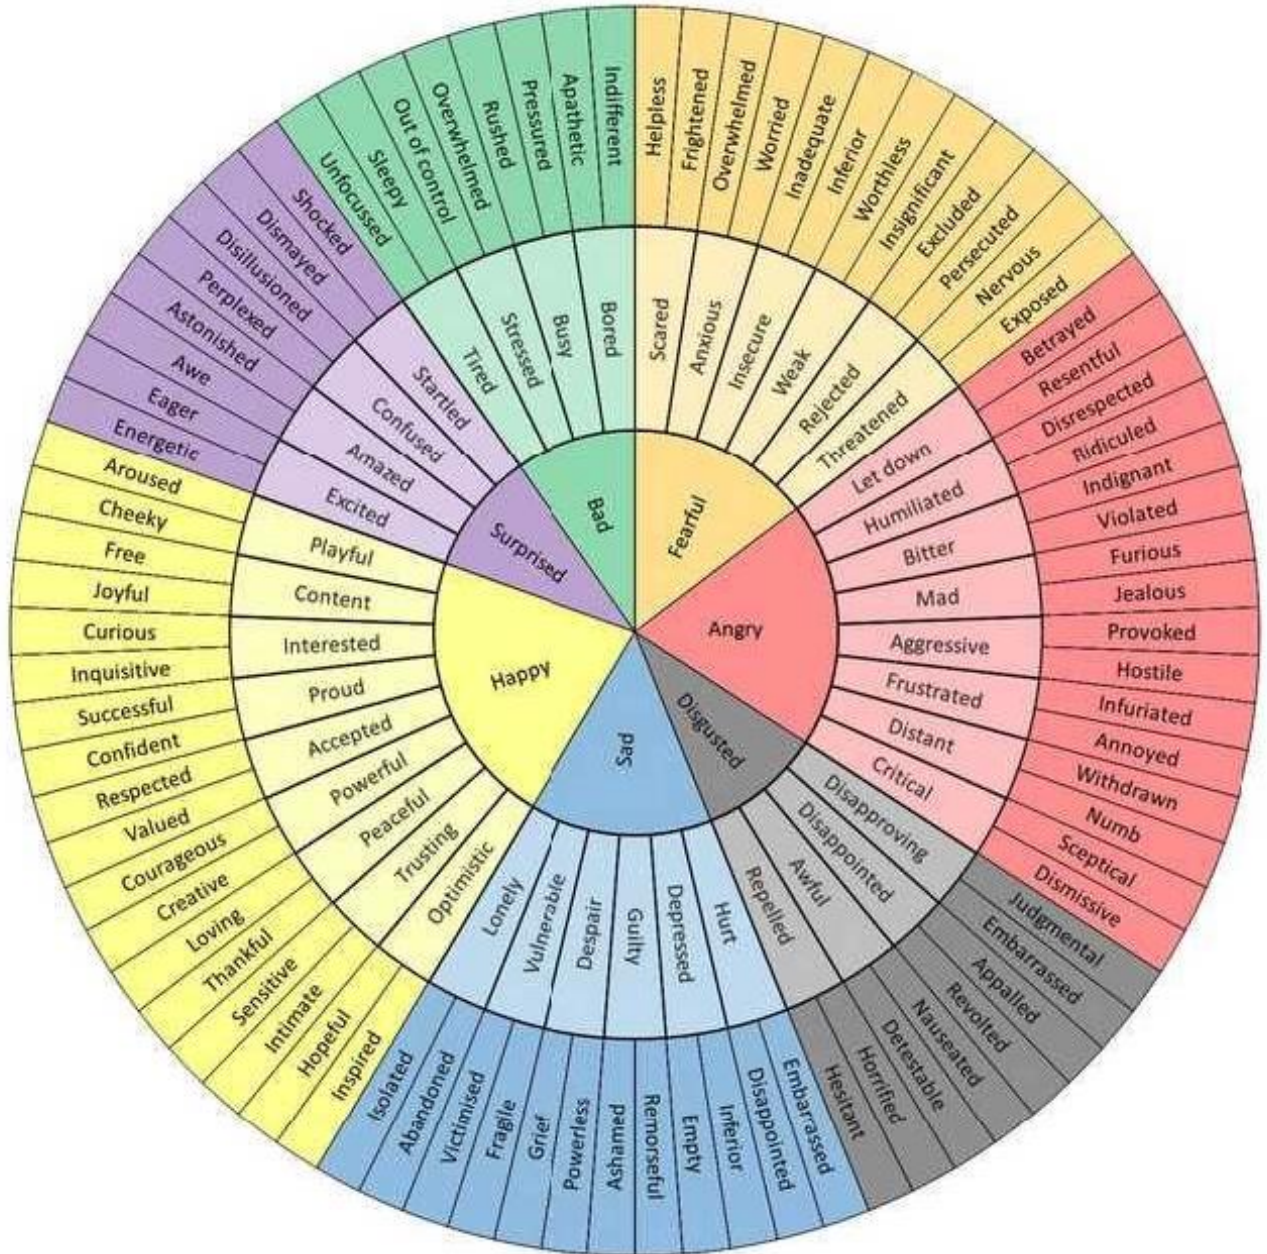 Fearful
Angry
Disgusted
Sad
Happy
Surprised
Bad
Scared
Anxious
Insecure
Weak
Rejected
Threatened
Let down
Humiliated
Bitter
Mad
Aggressive
Frustrated
Distant
Critical
Disapproving
Disappointed
Awful
Repelled
Hurt
Depressed
Guilty
Despair
Vulnerable
Lonely
Optimistic
Trusting
Peaceful
Powerful
Accepted
Proud
Interested
Content
Playful
Excited
Amazed
Confused
Startled
Tired
Stressed
Busy
Bored
Helpless
Frightened
Overwhelmed
Worried
Inadequate
Inferior
Worthless
Insignificant
Excluded
Persecuted
Nervous
Exposed
Betrayed
Resentful
Disrespected
Ridiculed
Indignant
Violated
Furious
Jealous
Provoked
Hostile
Infuriated
Annoyed
Withdrawn
Numb
Sceptical
Dismissive
Judgmental
Embarrassed
Appalled
Revolted
Nauseated
Detestable
Horrified
Hesitant
Embarrassed
Disappointed
Inferior
Empty
Remorseful
Ashamed
Powerless
Grief
Fragile
Victimised
Abandoned
Isolated
Inspired
Hopeful
Intimate
Sensitive
Thankful
Loving
Creative
Courageous
Valued
Respected
Confident
Successful
Inquisitive
Curious
Joyful
Free
Cheeky
Aroused
Energetic
Eager
Awe
Astonished
Perplexed
Disillusioned
Dismayed
Shocked
Unfocussed
Sleepy
Out of control
Overwhelmed
Rushed
Pressured
Apathetic
Indifferent